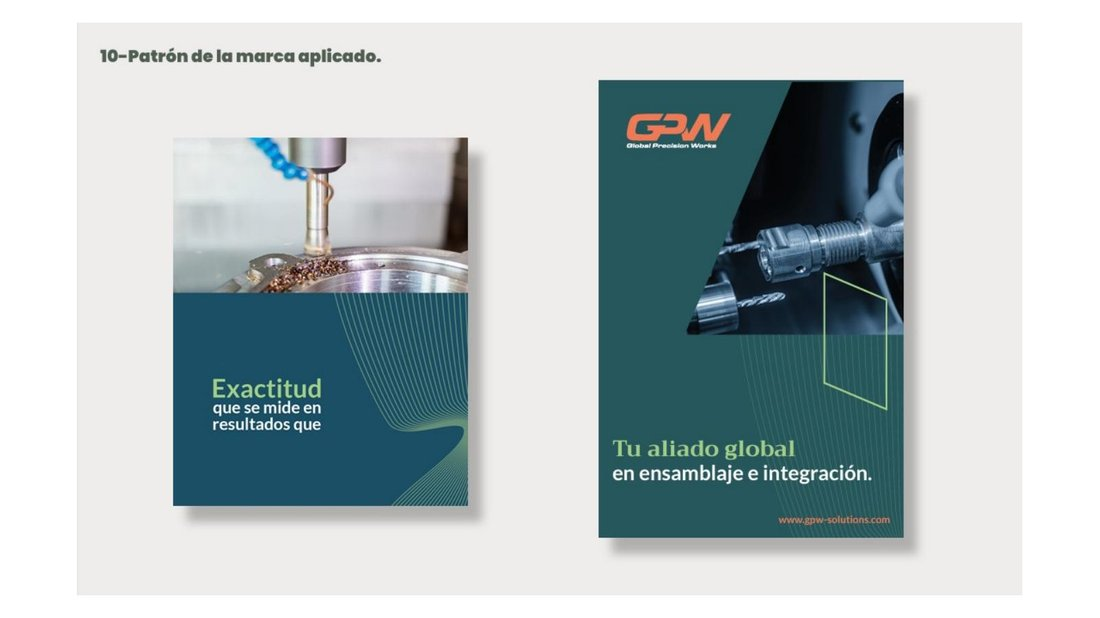 10-Patrón de la marca aplicado.
Exactitud
que se mide en
resultados que
GPW
Global Precision Works
Tu aliado global
en ensamblaje e integración.
www.gpw-solutions.com